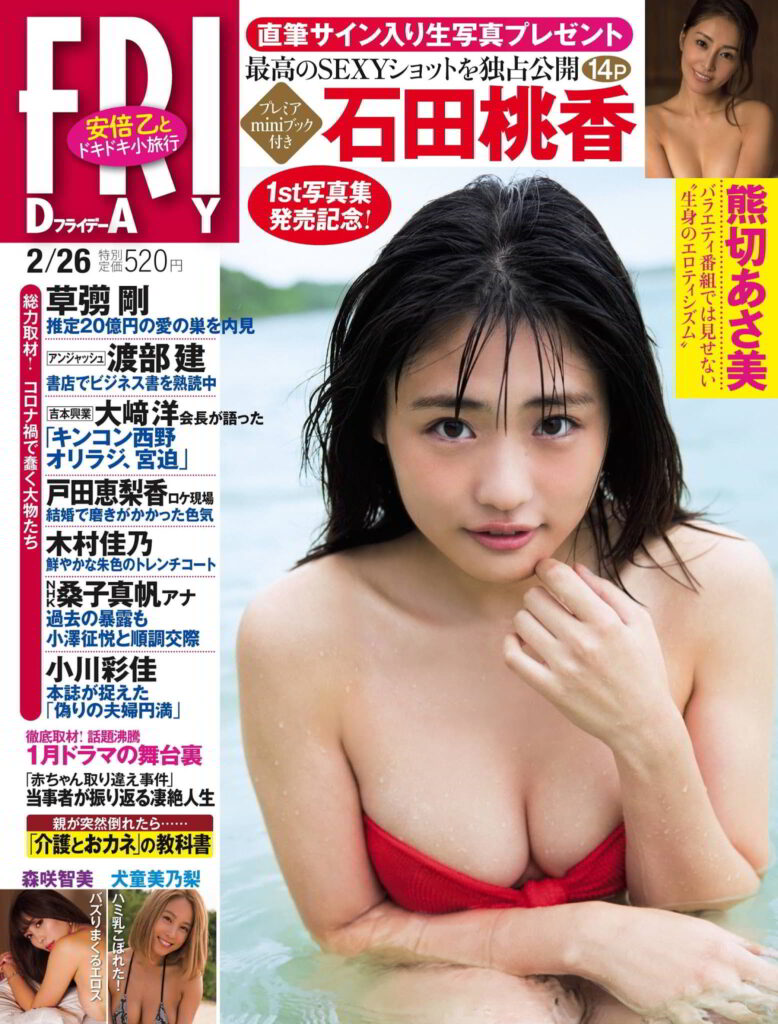 FRIDAY
フライデー
安倍乙と
ドキドキ小旅行
直筆サイン入り生写真プレゼント
最高のSEXYショットを独占公開 14P
プレミア
miniブック
付き
石田桃香
1st写真集
発売記念!
熊切あさ美
バラエティ番組では見せない
“生身のエロティシズム”
2/26 特別定価520円
総力取材! コロナ禍で蠢く大物たち
草彅 剛
推定20億円の愛の巣を内見
アンジャッシュ 渡部 建
書店でビジネス書を熟読中
吉本興業 大﨑 洋会長が語った
「キンコン西野
オリラジ、宮迫」
戸田恵梨香ロケ現場
結婚で磨きがかかった色気
木村佳乃
鮮やかな朱色のトレンチコート
NHK桑子真帆アナ
過去の暴露も
小澤征悦と順調交際
小川彩佳
本誌が捉えた
「偽りの夫婦円満」
徹底取材! 話題沸騰
1月ドラマの舞台裏
「赤ちゃん取り違え事件」
当事者が振り返る凄絶人生
親が突然倒れたら……
「介護とおカネ」の教科書
森咲智美
バズりまくるエロス
犬童美乃梨
ハミ乳こぼれた!